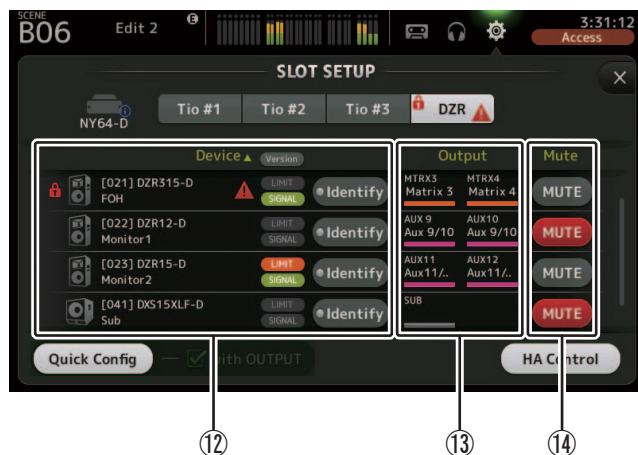 SCENE
B06
Edit 2
E
3:31:12
Access
SLOT SETUP
NY64-D
Tio #1
Tio #2
Tio #3
DZR
Device
Version
Output
Mute
[021] DZR315-D
FOH
LIMIT
SIGNAL
Identify
MTRX3
Matrix 3
MTRX4
Matrix 4
MUTE
[022] DZR12-D
Monitor1
LIMIT
SIGNAL
Identify
AUX 9
Aux 9/10
AUX10
Aux 9/10
MUTE
[023] DZR15-D
Monitor2
LIMIT
SIGNAL
Identify
AUX11
Aux11/..
AUX12
Aux11/..
MUTE
[041] DXS15XLF-D
Sub
LIMIT
SIGNAL
Identify
SUB
MUTE
Quick Config
with OUTPUT
HA Control
⑫
⑬
⑭